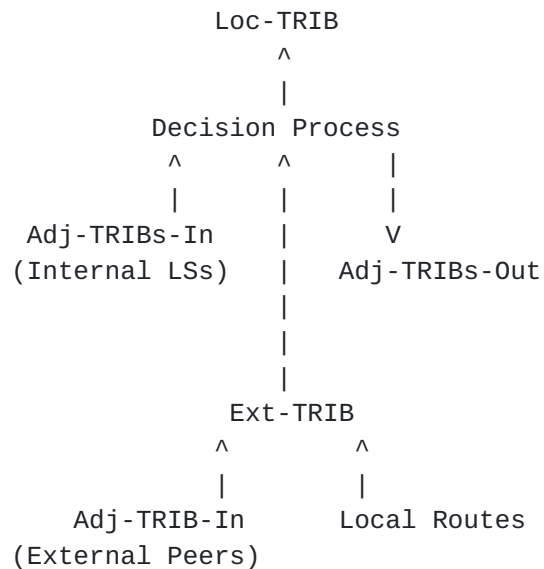 Loc-TRIB
^
|
Decision Process
^ ^ |
| | |
Adj-TRIBs-In | V
(Internal LSs) | Adj-TRIBs-Out
|
|
|
Ext-TRIB
^ ^
| |
Adj-TRIB-In Local Routes
(External Peers)